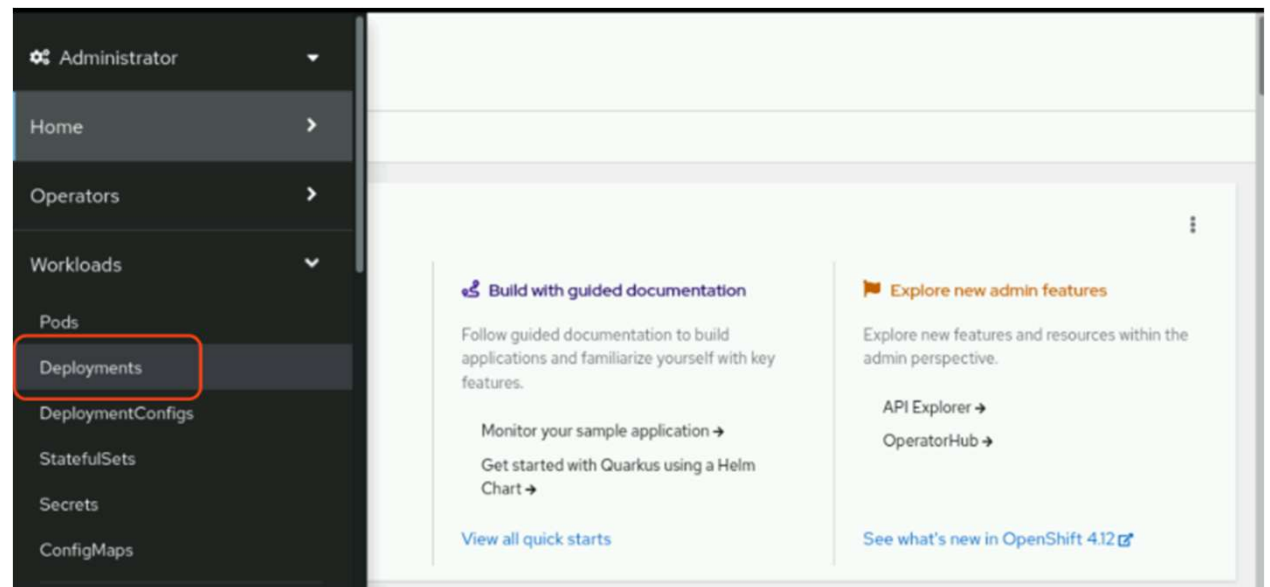 Administrator
Home
Operators
Workloads
Pods
Deployments
DeploymentConfigs
StatefulSets
Secrets
ConfigMaps
Build with guided documentation
Follow guided documentation to build
applications and familiarize yourself with key
features.
Monitor your sample application →
Get started with Quarkus using a Helm
Chart →
View all quick starts
Explore new admin features
Explore new features and resources within the
admin perspective.
API Explorer →
OperatorHub →
See what's new in OpenShift 4.12